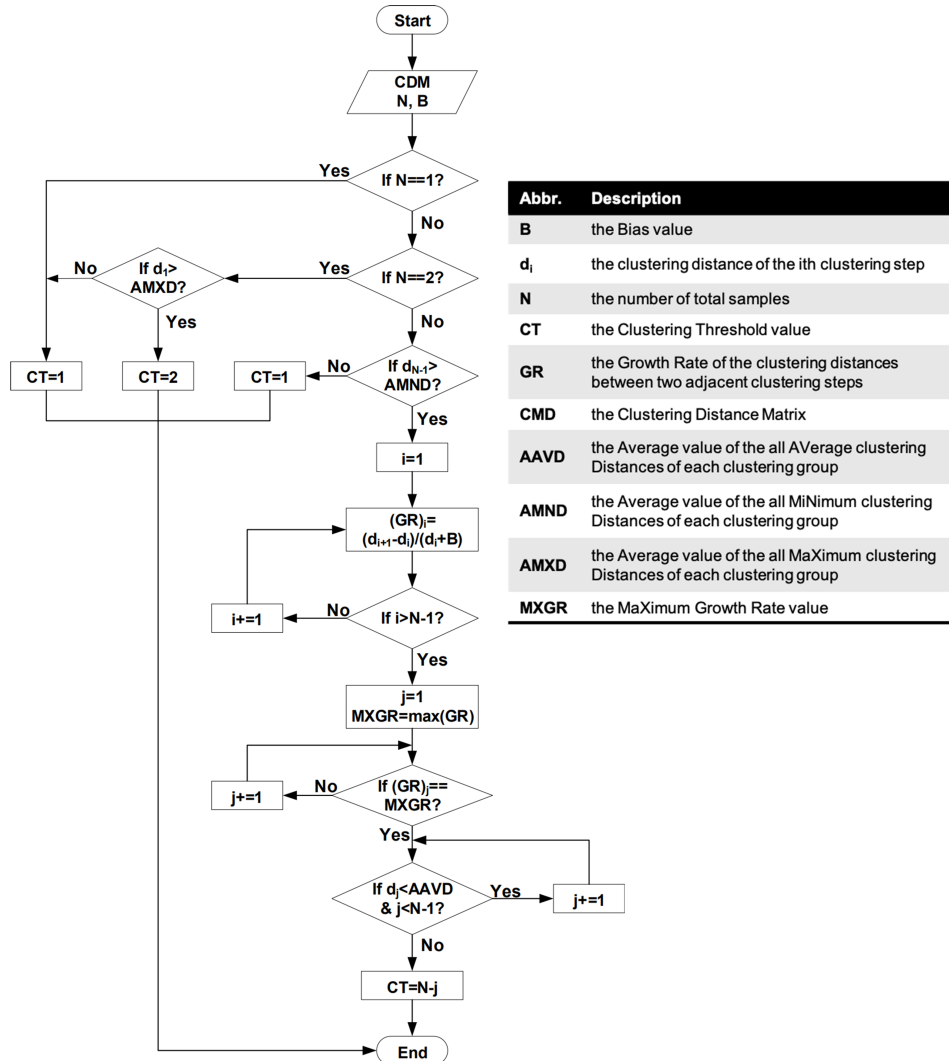 Start
CDM
N, B
If N==1?
Yes
No
If N==2?
Yes
No
If d₁>
AMXD?
No
Yes
CT=1
CT=2
CT=1
No
If dN-1>
AMND?
Yes
i=1
(GR)i=
(di+1-di)/(di+B)
If i>N-1?
No
i+=1
Yes
j=1
MXGR=max(GR)
If (GR)j==
MXGR?
No
j+=1
Yes
If dj<AAVD
& j<N-1?
Yes
j+=1
No
CT=N-j
End
Abbr. Description
B the Bias value
di the clustering distance of the ith clustering step
N the number of total samples
CT the Clustering Threshold value
GR the Growth Rate of the clustering distances
between two adjacent clustering steps
CMD the Clustering Distance Matrix
AAVD the Average value of the all AVerage clustering
Distances of each clustering group
AMND the Average value of the all MiNimum clustering
Distances of each clustering group
AMXD the Average value of the all MaXimum clustering
Distances of each clustering group
MXGR the MaXimum Growth Rate value